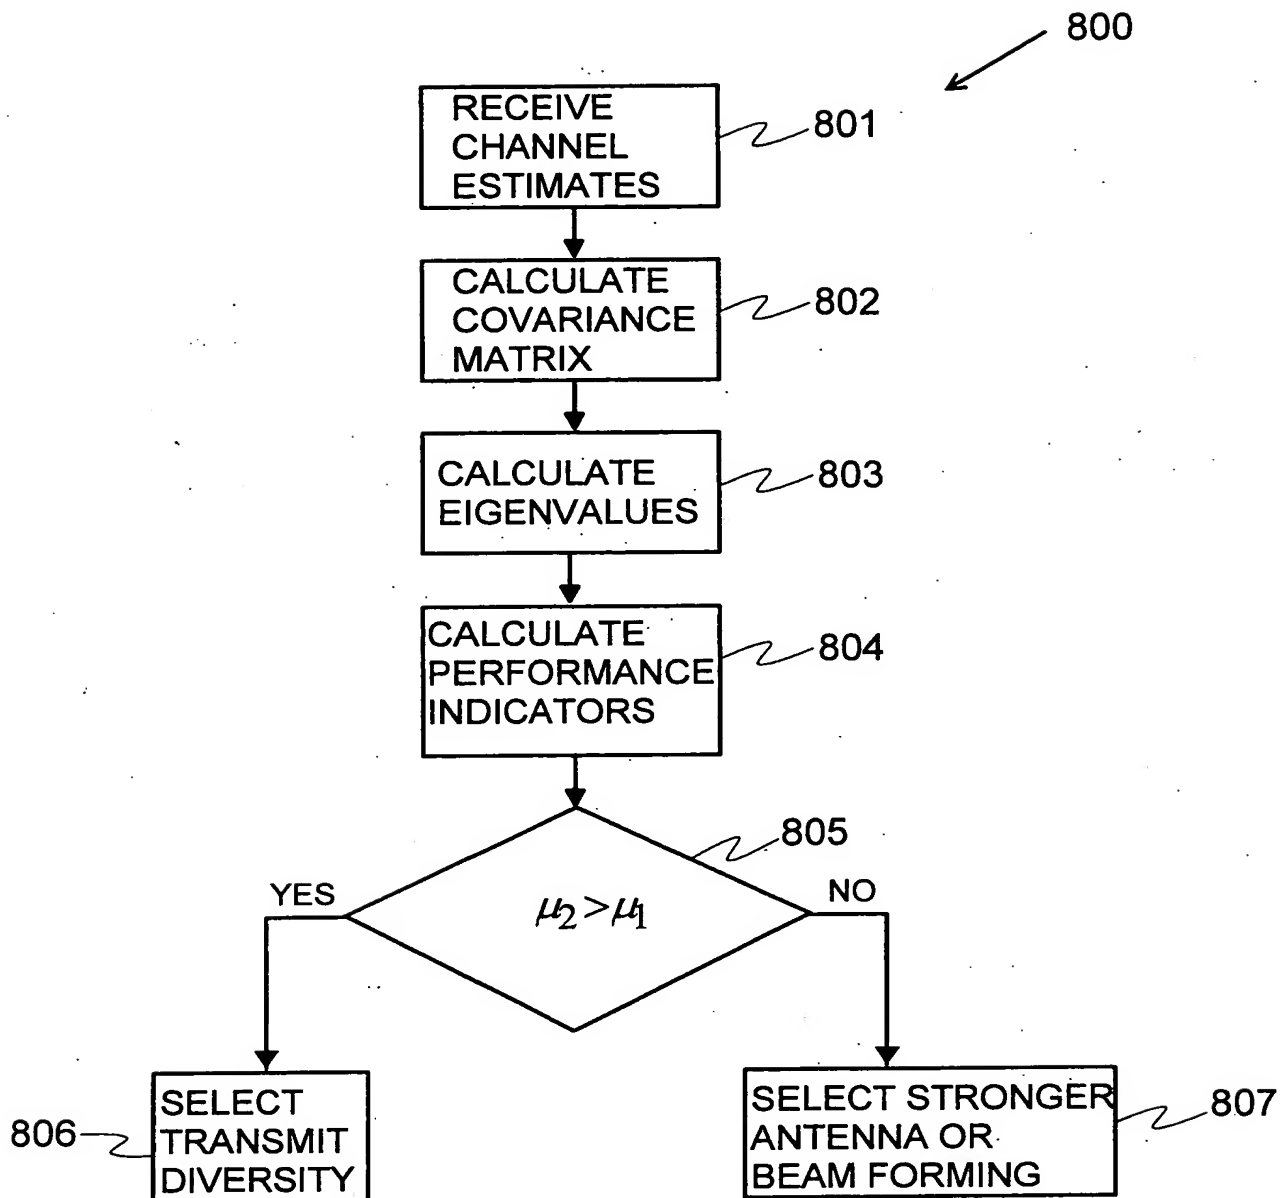 800
RECEIVE
CHANNEL
ESTIMATES
801
CALCULATE
COVARIANCE
MATRIX
802
CALCULATE
EIGENVALUES
803
CALCULATE
PERFORMANCE
INDICATORS
804
805
YES
μ2>μ1
NO
SELECT
TRANSMIT
DIVERSITY
806
SELECT STRONGER
ANTENNA OR
BEAM FORMING
807